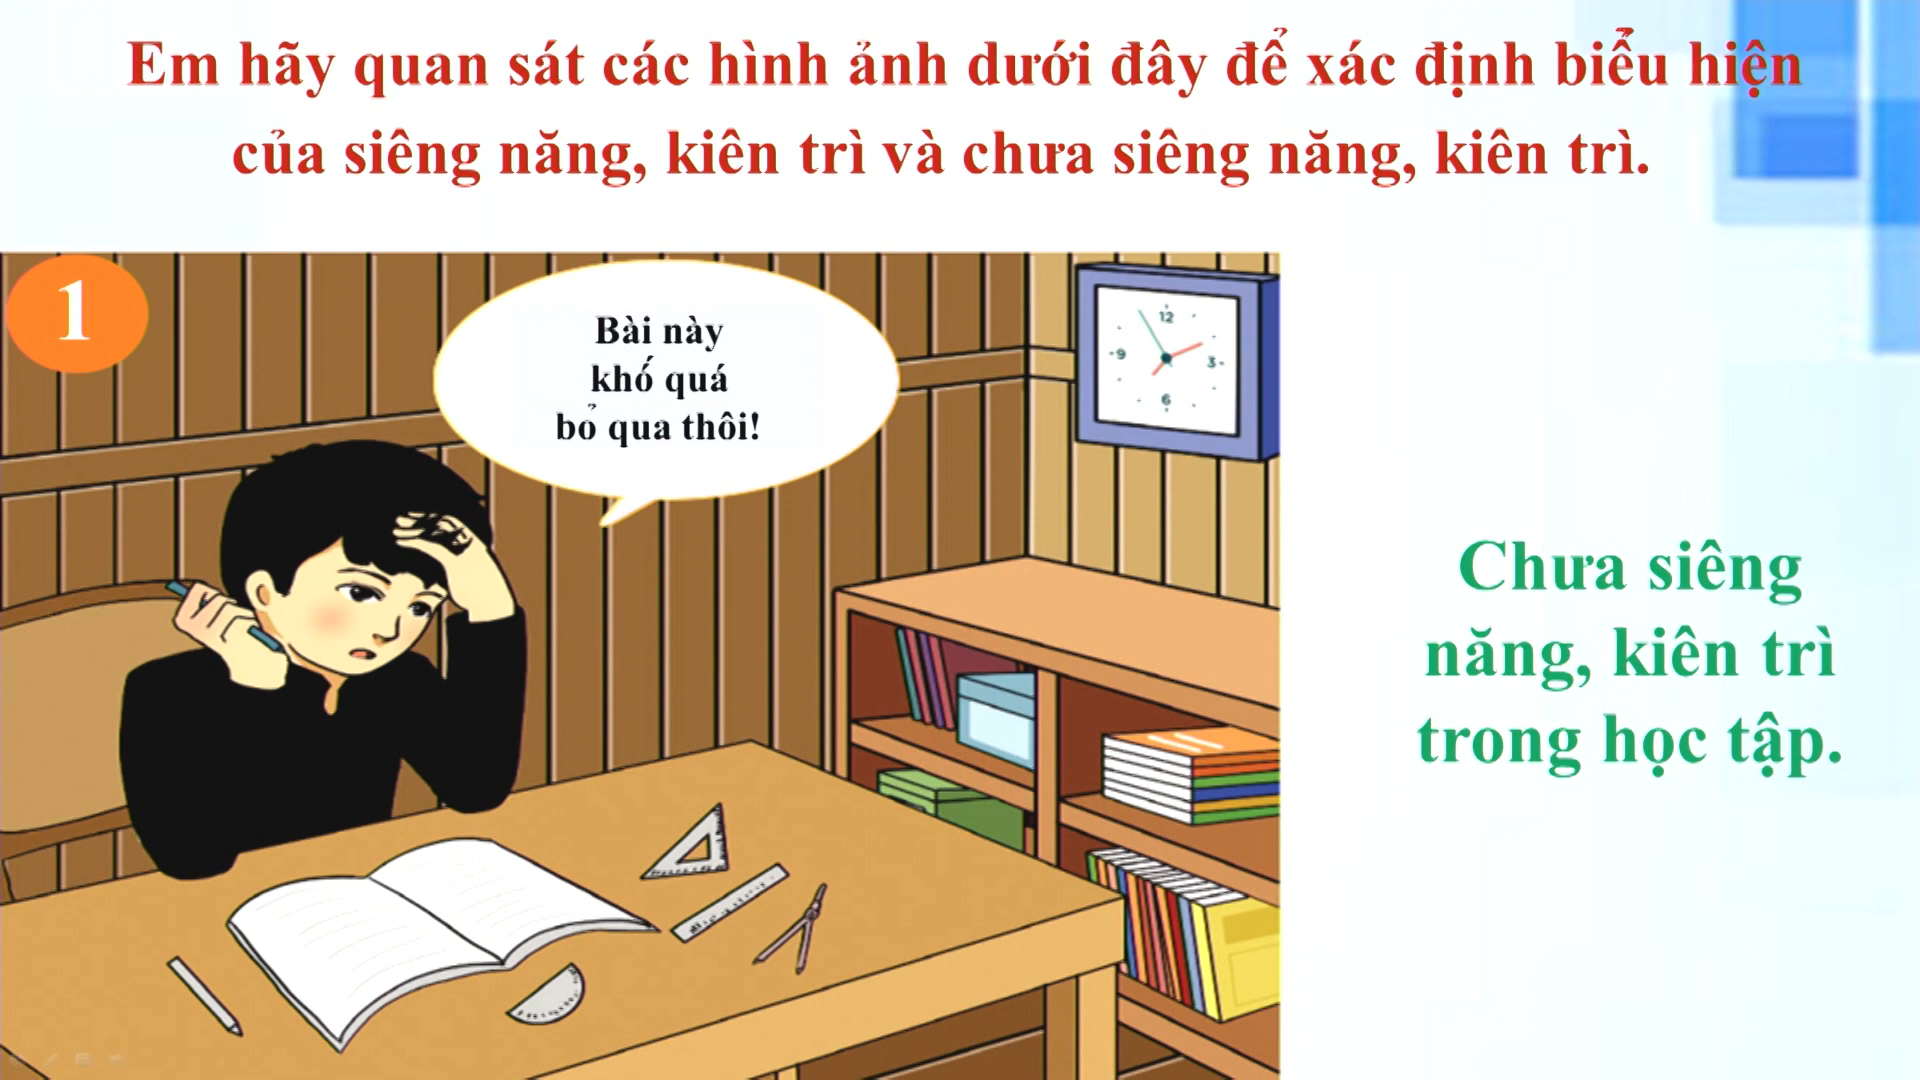 Em hãy quan sát các hình ảnh dưới đây để xác định biểu hiện
của siêng năng, kiên trì và chưa siêng năng, kiên trì.
1
Bài này
khó quá
bỏ qua thôi!
12
9
3
6
Chưa siêng
năng, kiên trì
trong học tập.